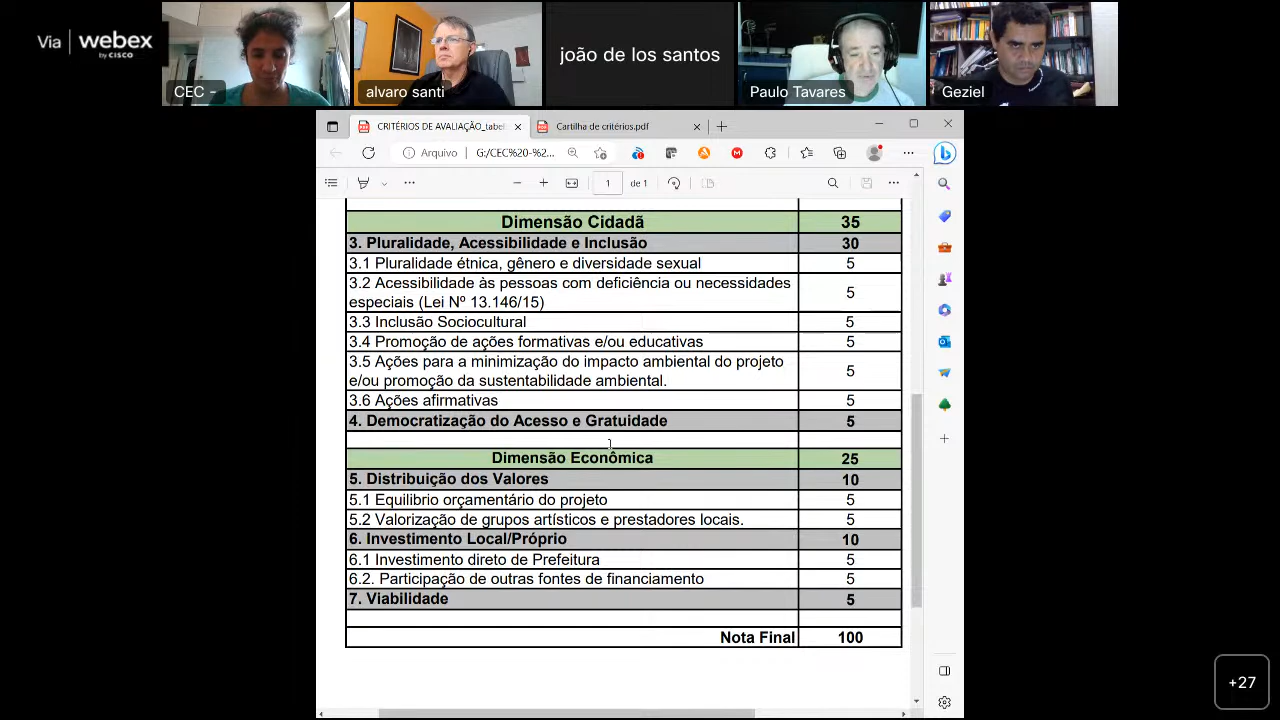 Via webex
by CISCO
CEC -
alvaro santi
joão de los santos
Paulo Tavares
Geziel
CRITÉRIOS DE AVALIAÇÃO_tabel
Cartilha de critérios.pdf
Arquivo
G:/CEC%20-%2...
1
de 1
Dimensão Cidadã 35
3. Pluralidade, Acessibilidade e Inclusão 30
3.1 Pluralidade étnica, gênero e diversidade sexual 5
3.2 Acessibilidade às pessoas com deficiência ou necessidades
especiais (Lei Nº 13.146/15) 5
3.3 Inclusão Sociocultural 5
3.4 Promoção de ações formativas e/ou educativas 5
3.5 Ações para a minimização do impacto ambiental do projeto
e/ou promoção da sustentabilidade ambiental. 5
3.6 Ações afirmativas 5
4. Democratização do Acesso e Gratuidade 5
Dimensão Econômica 25
5. Distribuição dos Valores 10
5.1 Equilibrio orçamentário do projeto 5
5.2 Valorização de grupos artísticos e prestadores locais. 5
6. Investimento Local/Próprio 10
6.1 Investimento direto de Prefeitura 5
6.2. Participação de outras fontes de financiamento 5
7. Viabilidade 5
Nota Final 100
+27